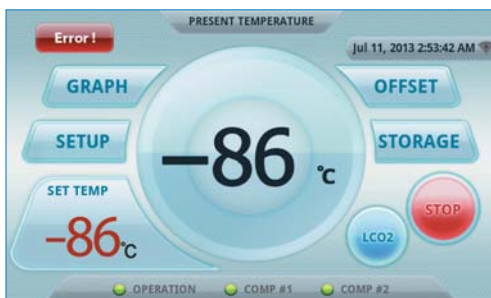 PRESENT TEMPERATURE
Error !
Jul 11, 2013 2:53:42 AM
GRAPH
OFFSET
SETUP
STORAGE
-86 °C
SET TEMP
-86°C
STOP
LCO2
OPERATION COMP #1 COMP #2